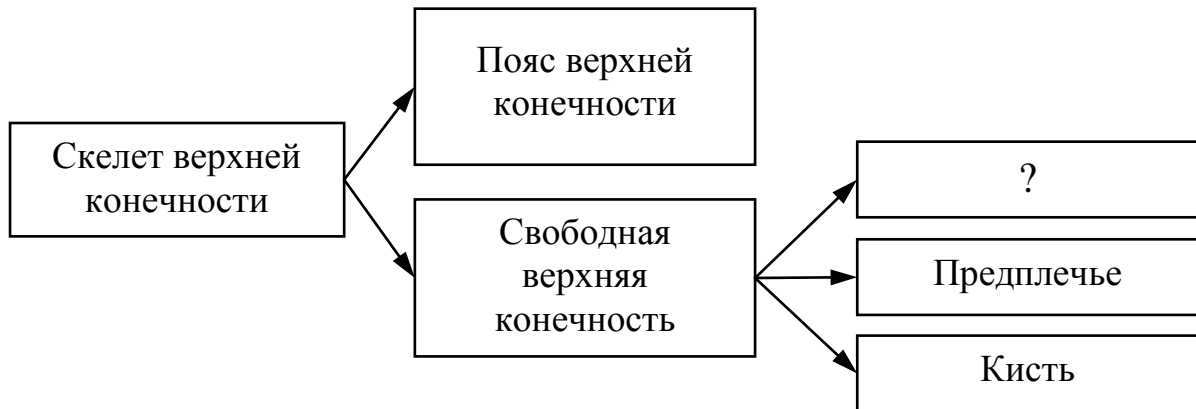 Скелет верхней
конечности
Пояс верхней
конечности
Свободная
верхняя
конечность
?
Предплечье
Кисть